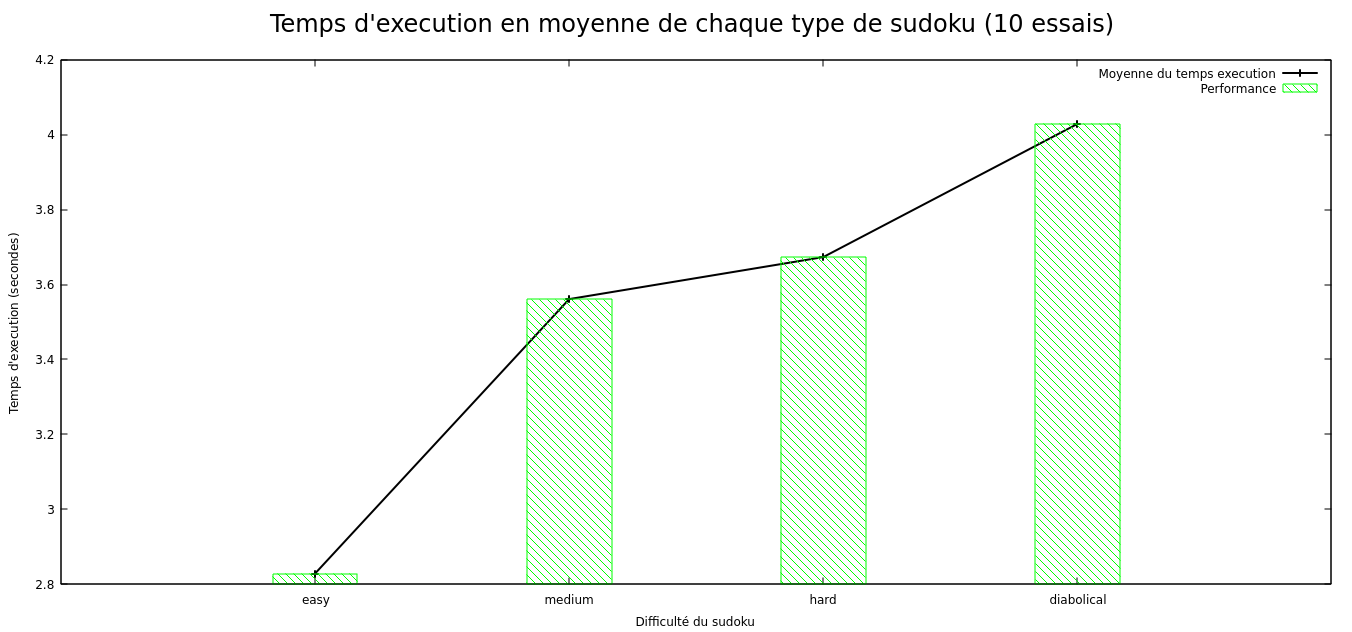 Temps d'execution en moyenne de chaque type de sudoku (10 essais)
Moyenne du temps execution
Performance
Temps d'execution (secondes)
4.2
4
3.8
3.6
3.4
3.2
3
2.8
easy medium hard diabolical
Difficulté du sudoku